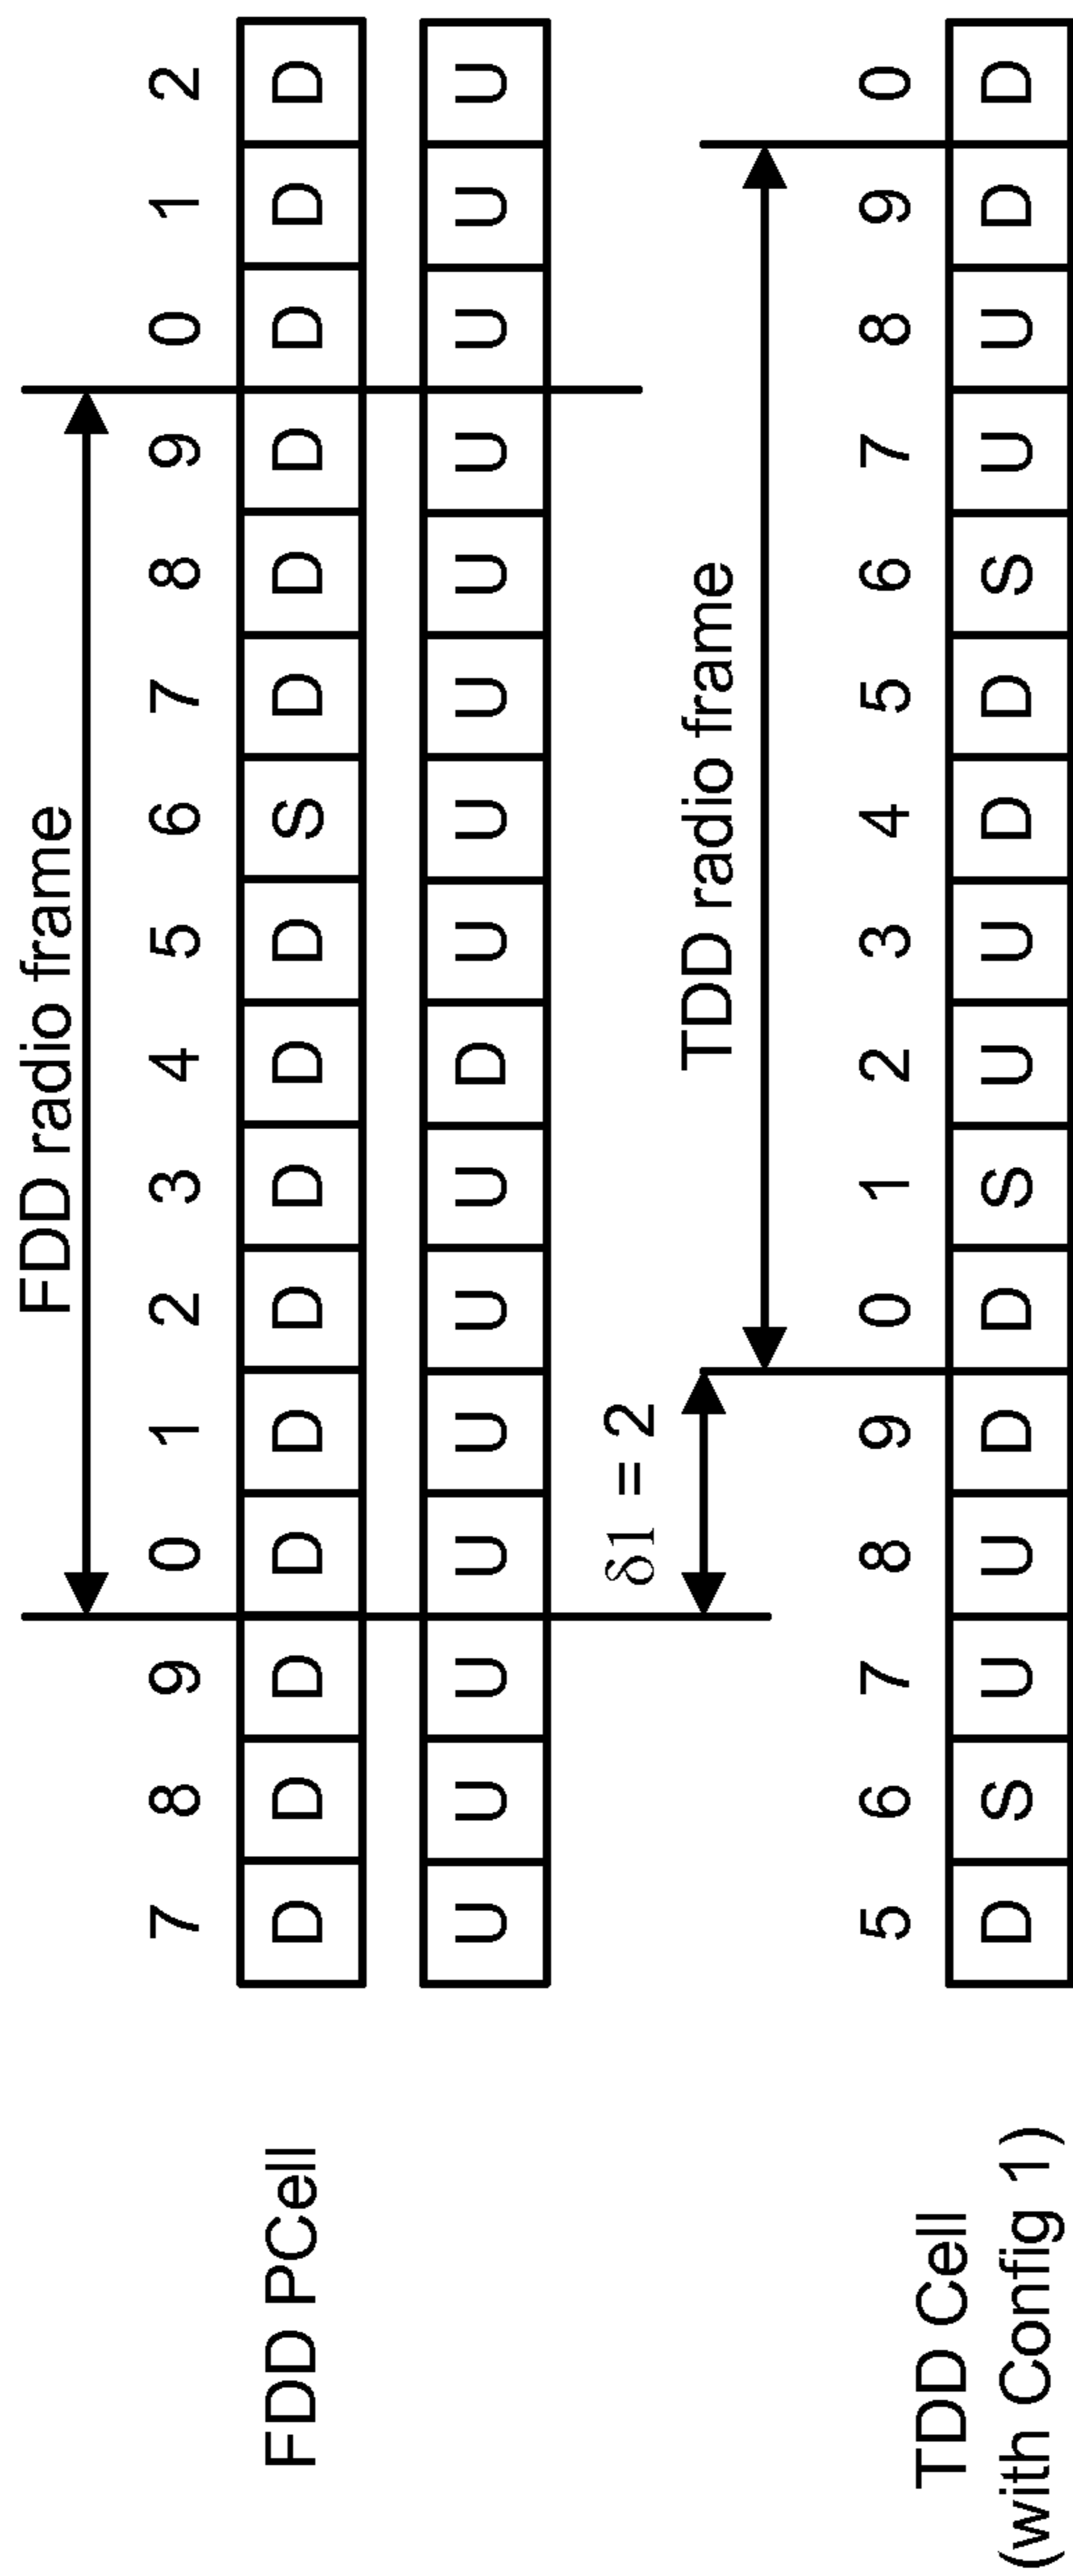 FDD radio frame
7 8 9 0 1 2 3 4 5 6 7 8 9 0 1 2
FDD PCell
D D D D D D D D D S D D D D D D
U U U U U U U D U U U U U U U U
δ1 = 2
TDD radio frame
5 6 7 8 9 0 1 2 3 4 5 6 7 8 9 0
TDD Cell
(with Config 1)
D S U U D D S U U D D S U U D D